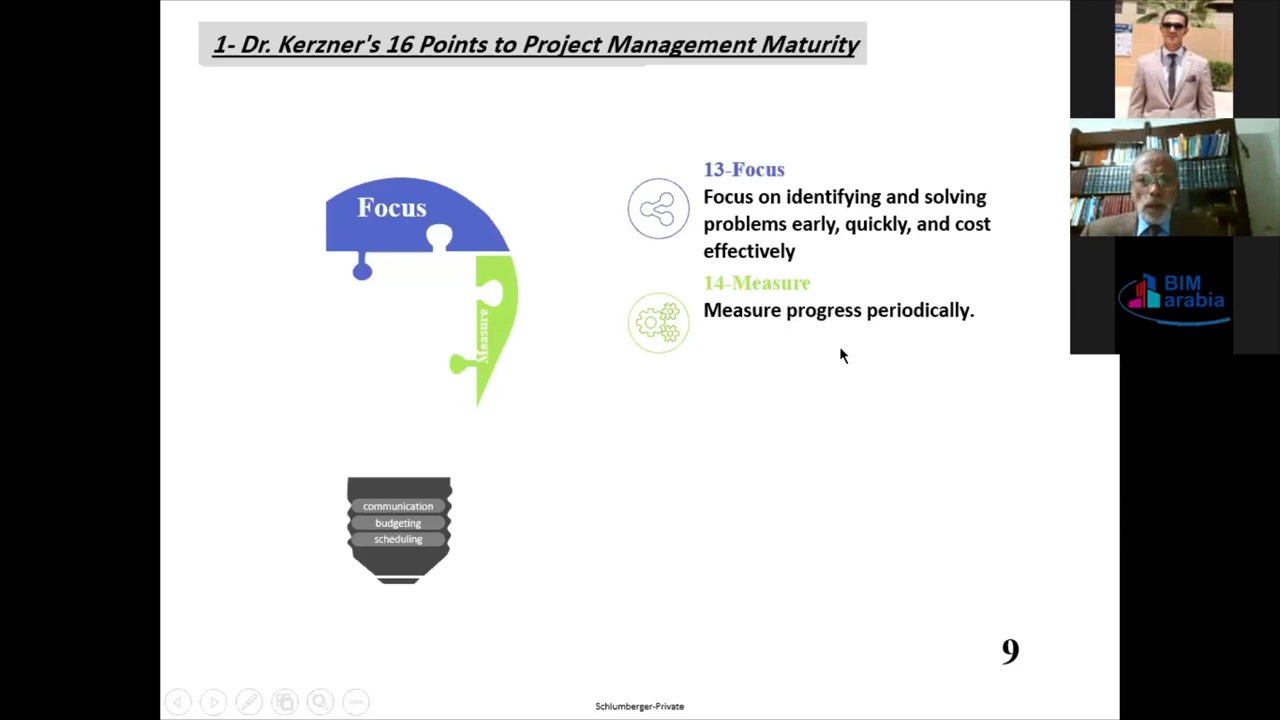 1- Dr. Kerzner's 16 Points to Project Management Maturity
Focus
Measure
13-Focus
Focus on identifying and solving
problems early, quickly, and cost
effectively
14-Measure
Measure progress periodically.
communication
budgeting
scheduling
9
Schlumberger-Private
BIM
arabia